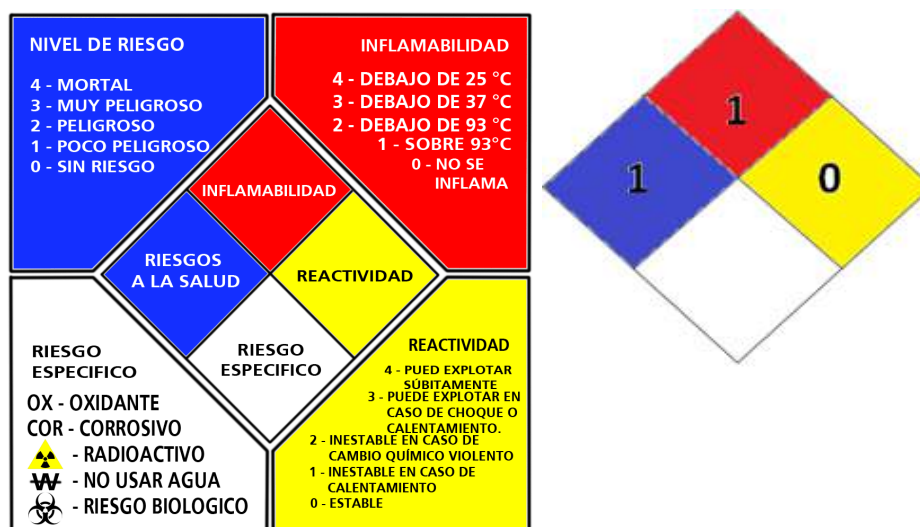 NIVEL DE RIESGO
4 - MORTAL
3 - MUY PELIGROSO
2 - PELIGROSO
1 - POCO PELIGROSO
0 - SIN RIESGO
INFLAMABILIDAD
4 - DEBAJO DE 25 °C
3 - DEBAJO DE 37 °C
2 - DEBAJO DE 93 °C
1 - SOBRE 93°C
0 - NO SE
INFLAMA
INFLAMABILIDAD
RIESGOS
A LA SALUD
REACTIVIDAD
RIESGO
ESPECIFICO
RIESGO
ESPECIFICO
OX - OXIDANTE
COR - CORROSIVO
- RADIOACTIVO
W - NO USAR AGUA
- RIESGO BIOLOGICO
REACTIVIDAD
4 - PUED EXPLOTAR
SÚBITAMENTE
3 - PUEDE EXPLOTAR EN
CASO DE CHOQUE O
CALENTAMIENTO.
2 - INESTABLE EN CASO DE
CAMBIO QUÍMICO VIOLENTO
1 - INESTABLE EN CASO DE
CALENTAMIENTO
0 - ESTABLE
1
1
0